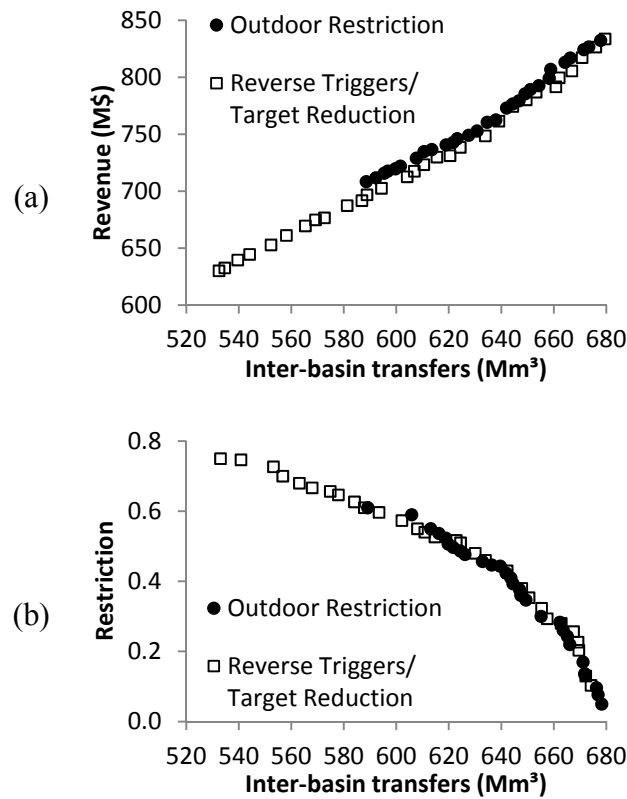 (a)
Revenue (M$)
850
800
750
700
650
600
Outdoor Restriction
Reverse Triggers/
Target Reduction
520 540 560 580 600 620 640 660 680
Inter-basin transfers (Mm³)
(b)
Restriction
0.8
0.6
0.4
0.2
0.0
Outdoor Restriction
Reverse Triggers/
Target Reduction
520 540 560 580 600 620 640 660 680
Inter-basin transfers (Mm³)